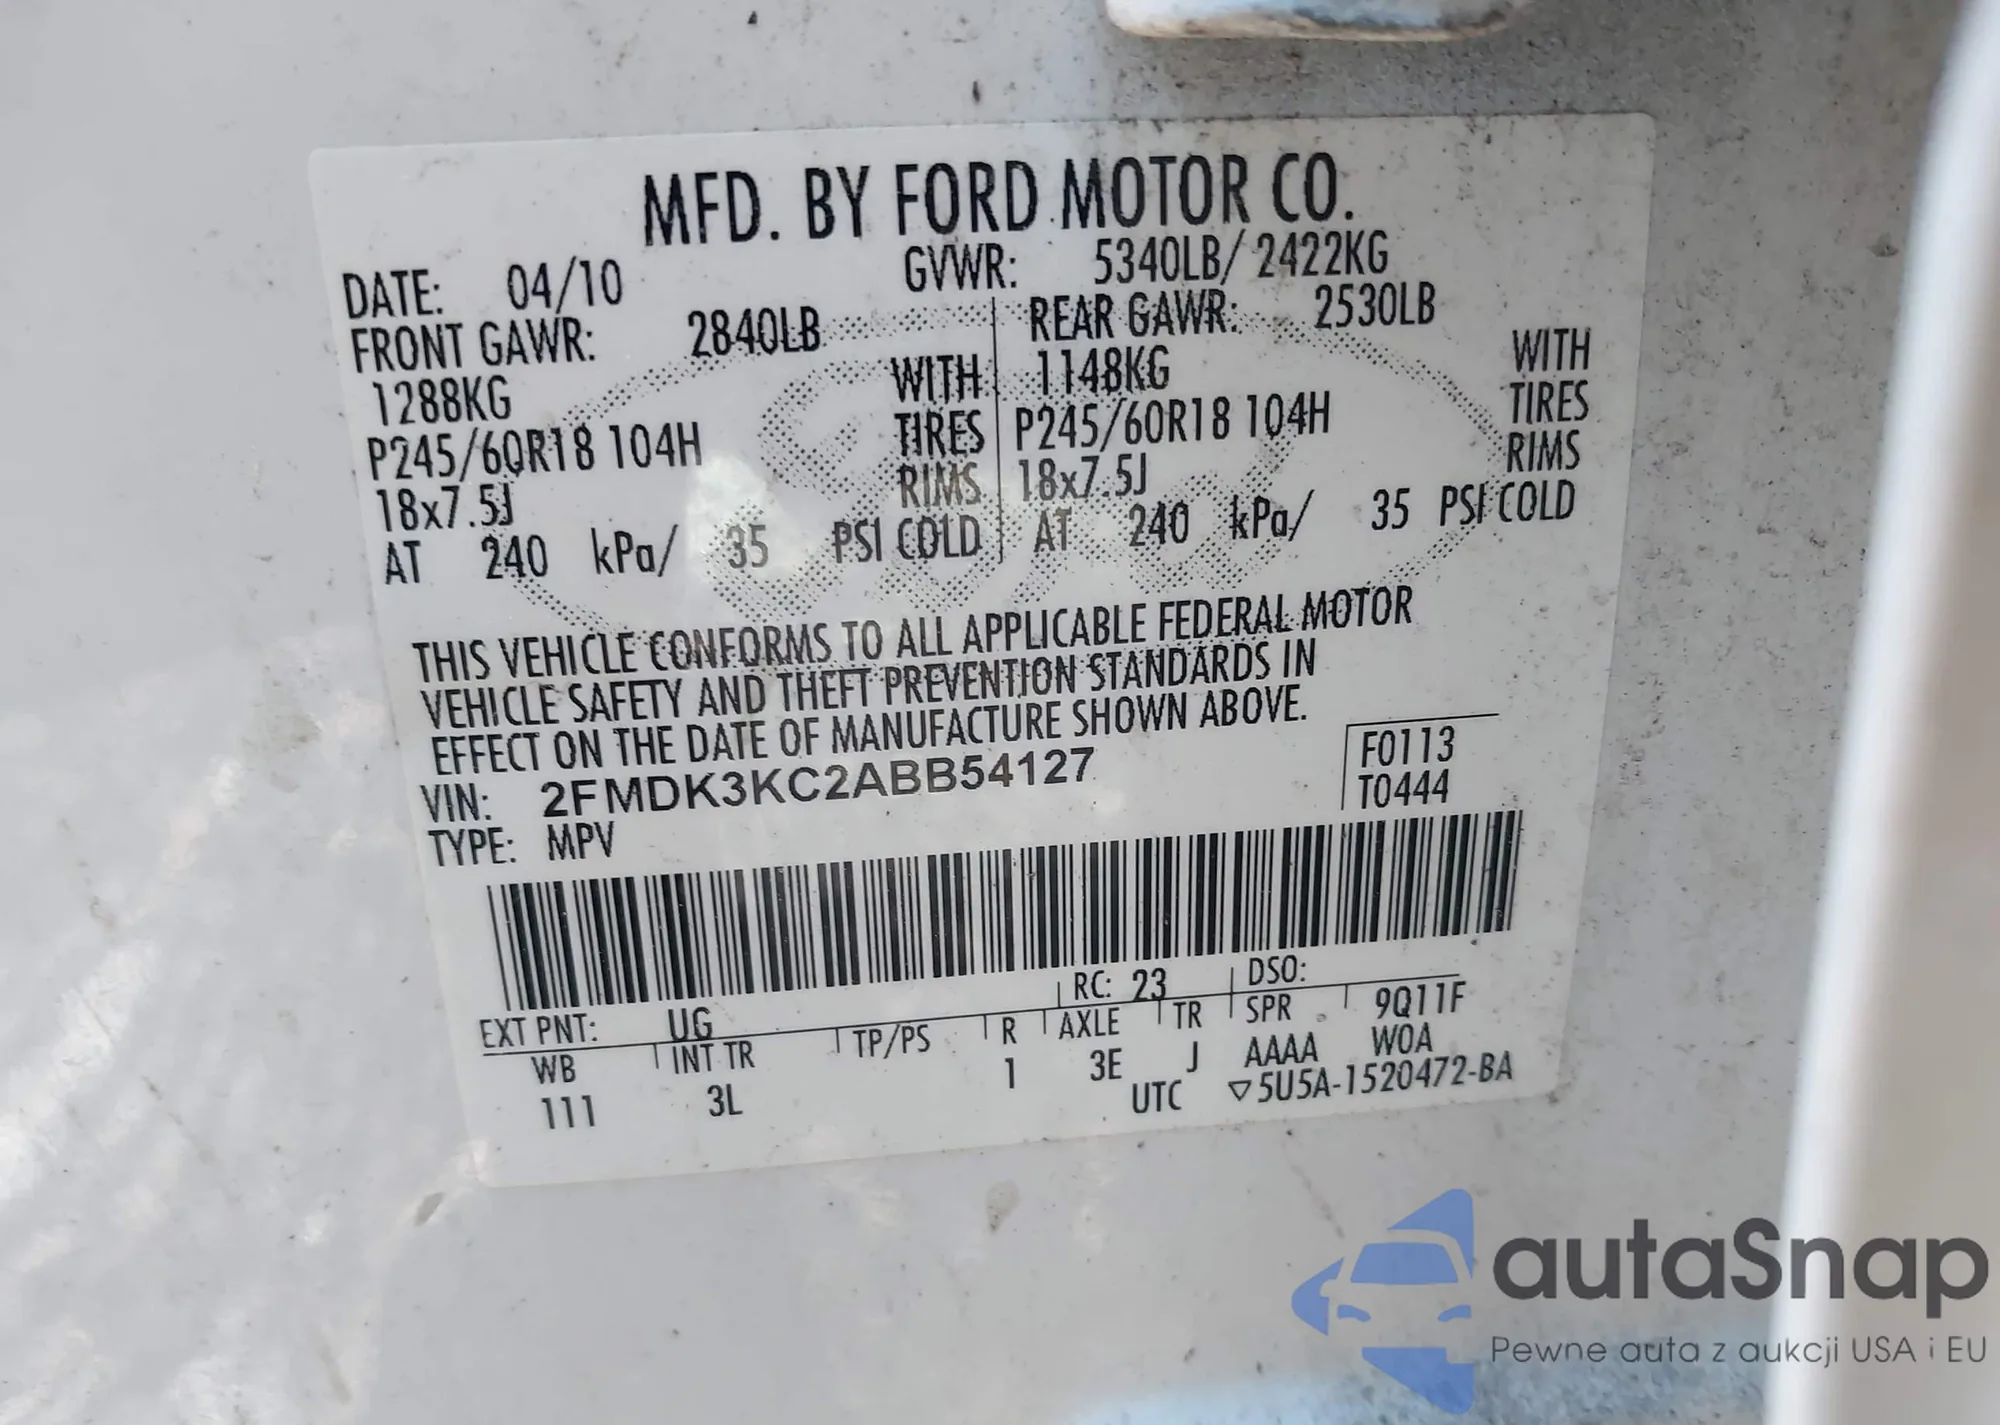 MFD. BY FORD MOTOR CO.
DATE: 04/10 GVWR: 5340LB/ 2422KG
FRONT GAWR: 2840LB REAR GAWR: 2530LB
1288KG WITH 1148KG WITH
P245/60R18 104H TIRES P245/60R18 104H TIRES
18x7.5J RIMS 18x7.5J RIMS
AT 240 kPa/ 35 PSI COLD AT 240 kPa/ 35 PSI COLD
THIS VEHICLE CONFORMS TO ALL APPLICABLE FEDERAL MOTOR
VEHICLE SAFETY AND THEFT PREVENTION STANDARDS IN
EFFECT ON THE DATE OF MANUFACTURE SHOWN ABOVE.
VIN: 2FMDK3KC2ABB54127 F0113
TYPE: MPV T0444
RC: 23 DSO:
EXT PNT: UG
WB INT TR TP/PS R AXLE TR SPR 9Q11F
111 3L 1 3E J AAAA W0A
UTC ▽5U5A-1520472-BA
autaSnap
Pewne auta z aukcji USA i EU